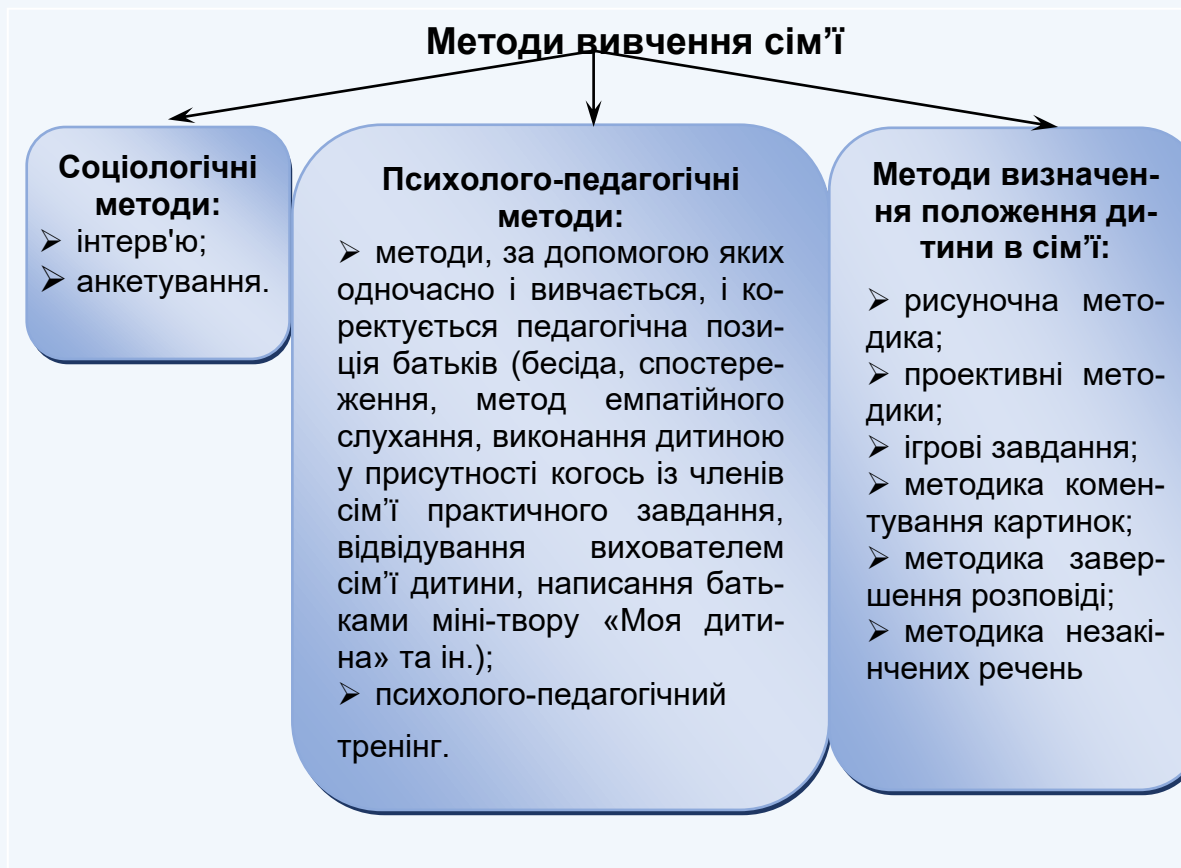 Методи вивчення сім’ї
Соціологічні
методи:
➢ інтерв'ю;
➢ анкетування.
Психолого-педагогічні
методи:
➢ методи, за допомогою яких
одночасно і вивчається, і ко-
ректується педагогічна пози-
ція батьків (бесіда, спостере-
ження, метод емпатійного
слухання, виконання дитиною
у присутності когось із членів
сім’ї практичного завдання,
відвідування вихователем
сім’ї дитини, написання бать-
ками міні-твору «Моя дити-
на» та ін.);
➢ психолого-педагогічний
тренінг.
Методи визначен-
ня положення ди-
тини в сім’ї:
➢ рисуночна мето-
дика;
➢ проективні мето-
дики;
➢ ігрові завдання;
➢ методика комен-
тування картинок;
➢ методика завер-
шення розповіді;
➢ методика незакі-
нчених речень